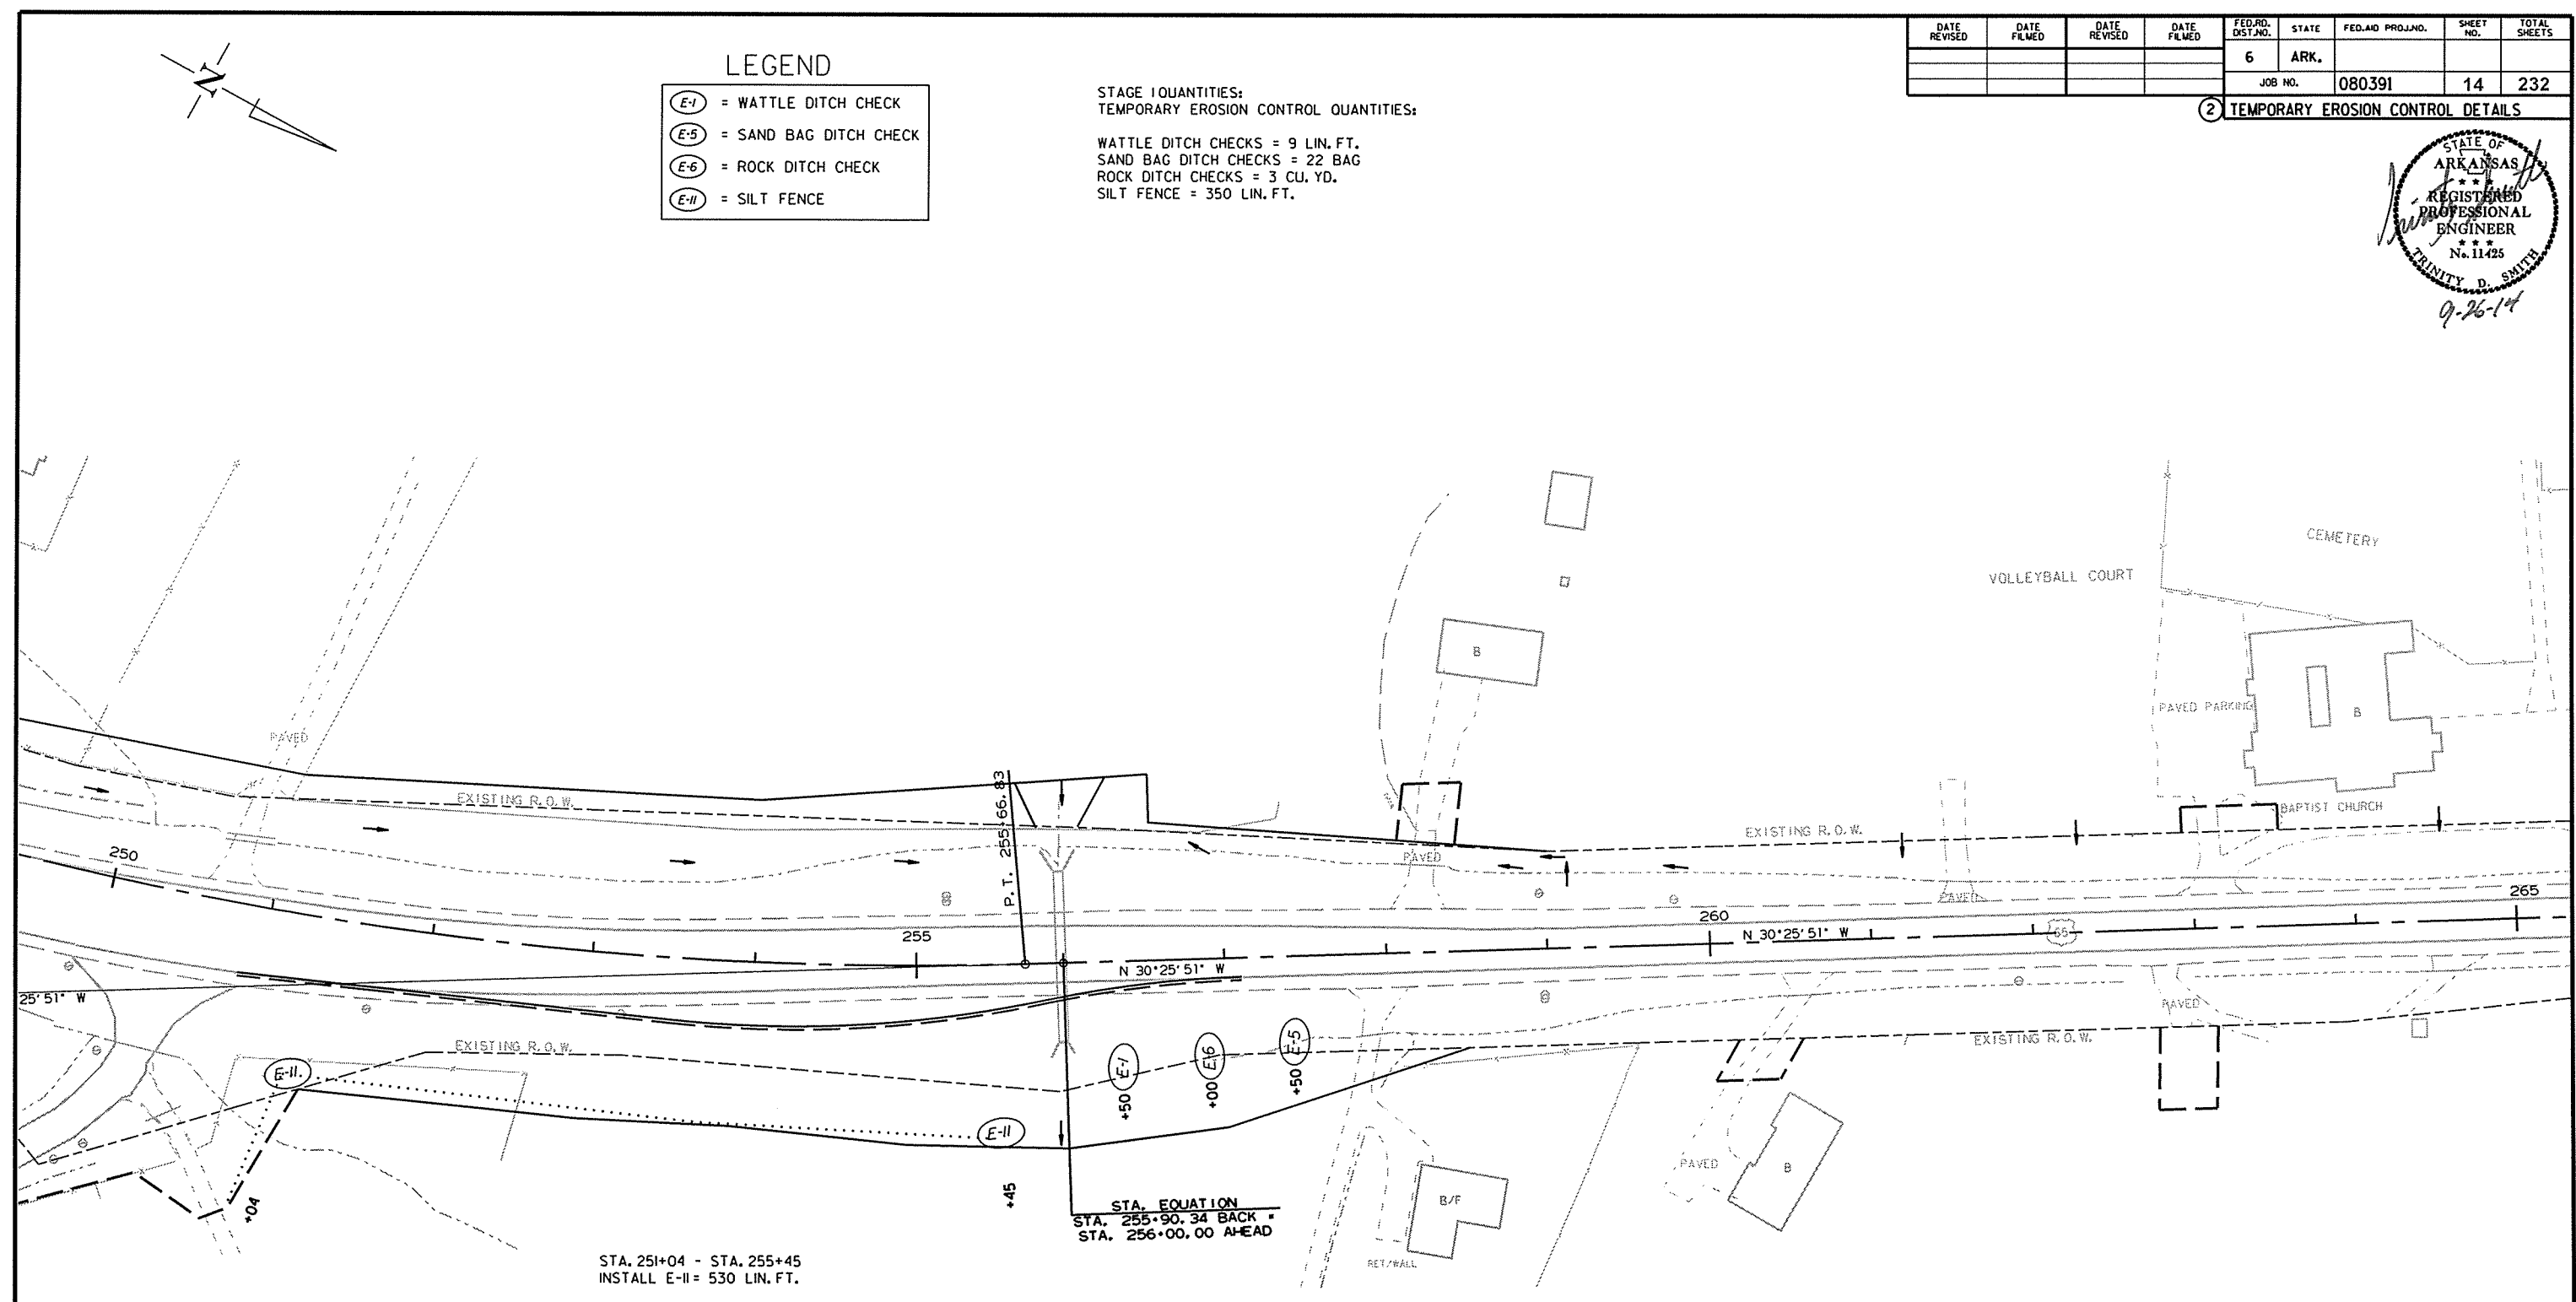 DATE REVISED
DATE FILMED
DATE REVISED
DATE FILMED
FED.RD. DIST.NO.
STATE
FED.AID PROJ.NO.
SHEET NO.
TOTAL SHEETS
6 ARK.
JOB NO. 080391 14 232
2 TEMPORARY EROSION CONTROL DETAILS
N
LEGEND
E-1 = WATTLE DITCH CHECK
E-5 = SAND BAG DITCH CHECK
E-6 = ROCK DITCH CHECK
E-11 = SILT FENCE
STAGE 1 QUANTITIES:
TEMPORARY EROSION CONTROL QUANTITIES:
WATTLE DITCH CHECKS = 9 LIN. FT.
SAND BAG DITCH CHECKS = 22 BAG
ROCK DITCH CHECKS = 3 CU. YD.
SILT FENCE = 350 LIN. FT.
STATE OF
ARKANSAS
REGISTERED
PROFESSIONAL
ENGINEER
No. 11425
TRINITY D. SMITH
9-26-14
CEMETERY
VOLLEYBALL COURT
B
PAVED PARKING
B
PAVED
EXISTING R.O.W.
P.T. 255+66.83
BAPTIST CHURCH
EXISTING R.O.W.
PAVED
PAVED
250
255
260
265
N 30°25'51" W
65
N 30°25'51" W
25'51" W
PAVED
EXISTING R.O.W.
EXISTING R.O.W.
E-11
E-1
+50
E-6
+00
E-5
+50
E-11
+04
+45
PAVED
B
B/F
RET/WALL
STA. EQUATION
STA. 255+90.34 BACK =
STA. 256+00.00 AHEAD
STA. 251+04 - STA. 255+45
INSTALL E-11 = 530 LIN. FT.